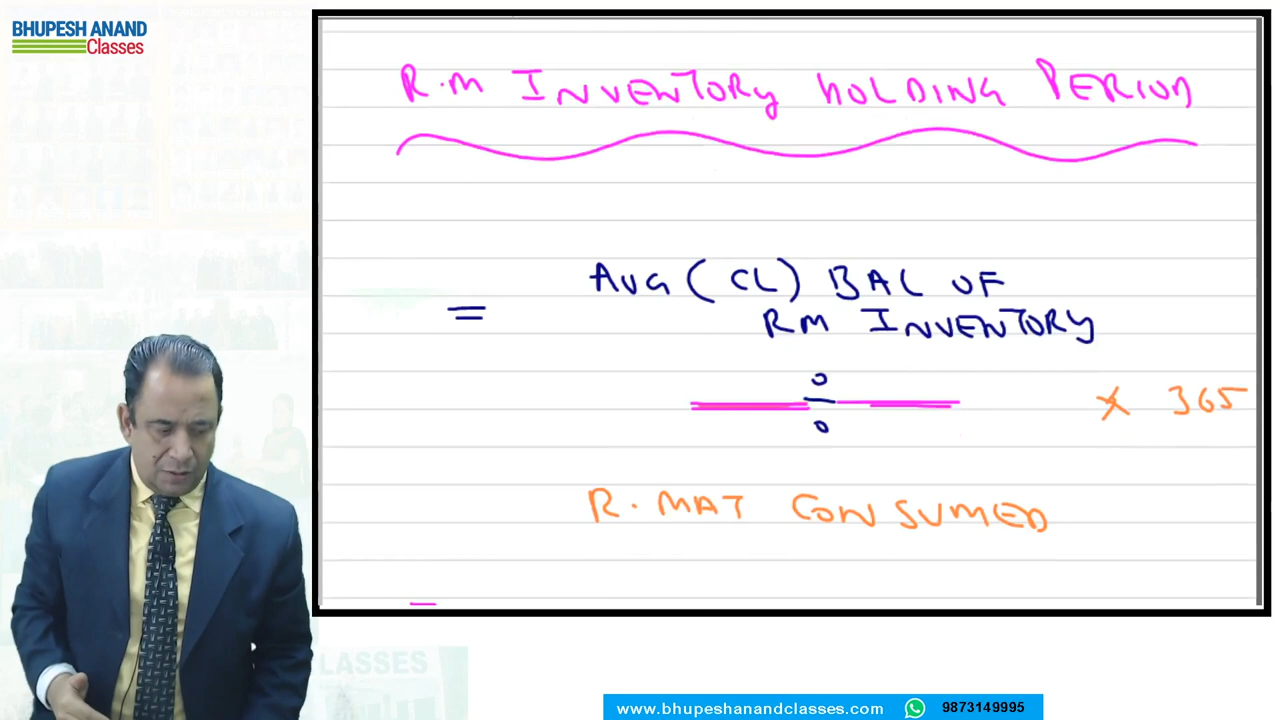 BHUPESH ANAND
Classes
R.M INVENTORY HOLDING PERIOD
= AVG (CL) BAL OF
RM INVENTORY
÷ × 365
R. MAT CONSUMED
CLASSES
www.bhupeshanandclasses.com 9873149995